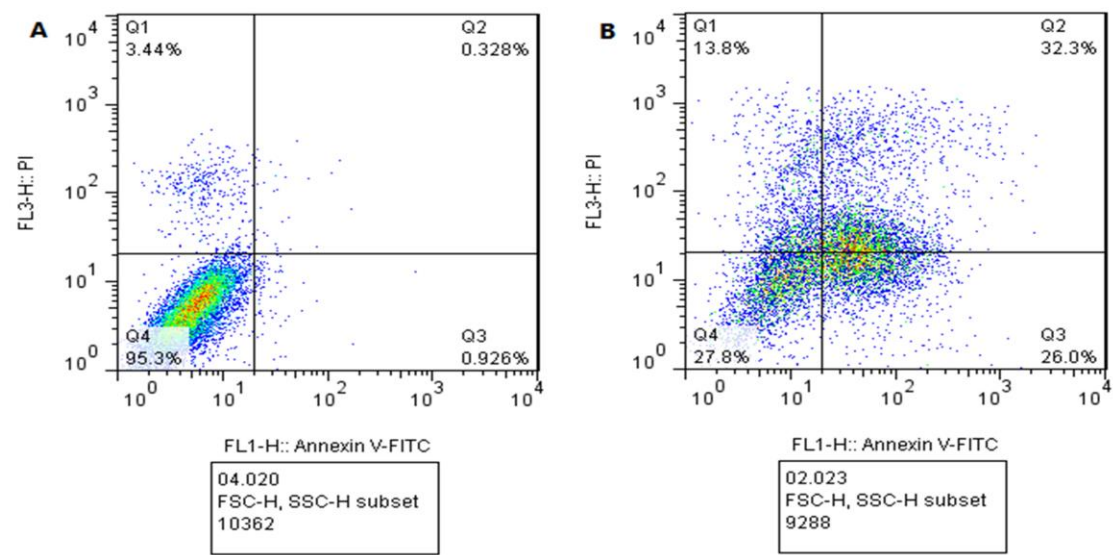 A
Q1
3.44%
Q2
0.328%
Q4
95.3%
Q3
0.926%
10^4
10^3
10^2
10^1
10^0
FL3-H:: PI
10^0 10^1 10^2 10^3 10^4
FL1-H:: Annexin V-FITC
04.020
FSC-H, SSC-H subset
10362
B
Q1
13.8%
Q2
32.3%
Q4
27.8%
Q3
26.0%
10^4
10^3
10^2
10^1
10^0
FL3-H:: PI
10^0 10^1 10^2 10^3 10^4
FL1-H:: Annexin V-FITC
02.023
FSC-H, SSC-H subset
9288